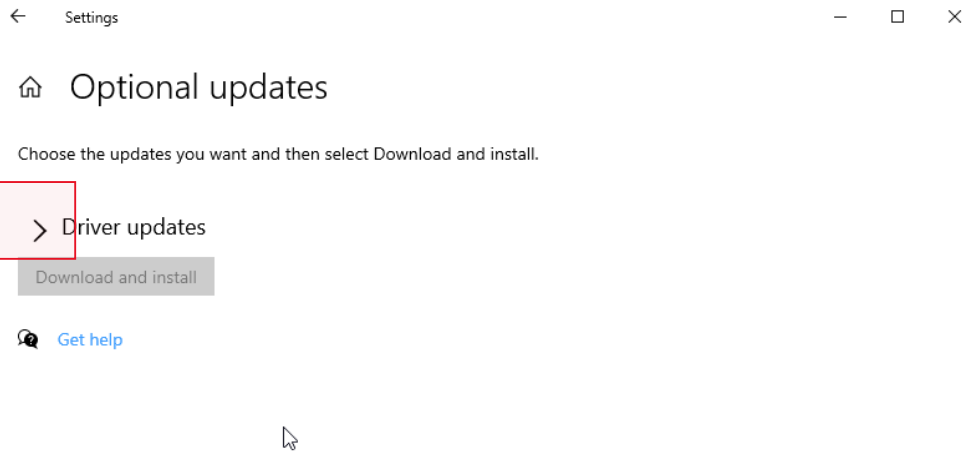 Settings
Optional updates
Choose the updates you want and then select Download and install.
Driver updates
Download and install
Get help